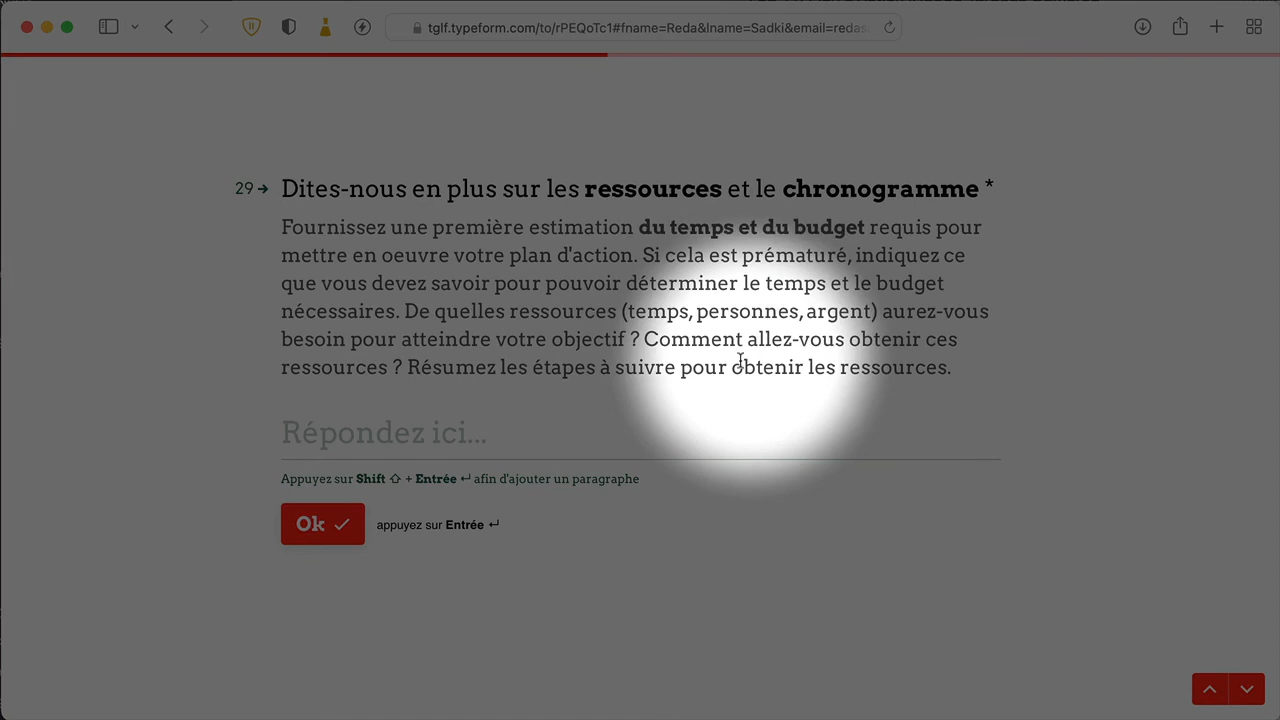 tglf.typeform.com/to/rPEQoTc1#fname=Reda&lname=Sadki&email=redas
29 → Dites-nous en plus sur les ressources et le chronogramme *
Fournissez une première estimation du temps et du budget requis pour
mettre en oeuvre votre plan d'action. Si cela est prématuré, indiquez ce
que vous devez savoir pour pouvoir déterminer le temps et le budget
nécessaires. De quelles ressources (temps, personnes, argent) aurez-vous
besoin pour atteindre votre objectif ? Comment allez-vous obtenir ces
ressources ? Résumez les étapes à suivre pour obtenir les ressources.
Répondez ici...
Appuyez sur Shift ⇧ + Entrée ↵ afin d'ajouter un paragraphe
Ok ✓ appuyez sur Entrée ↵